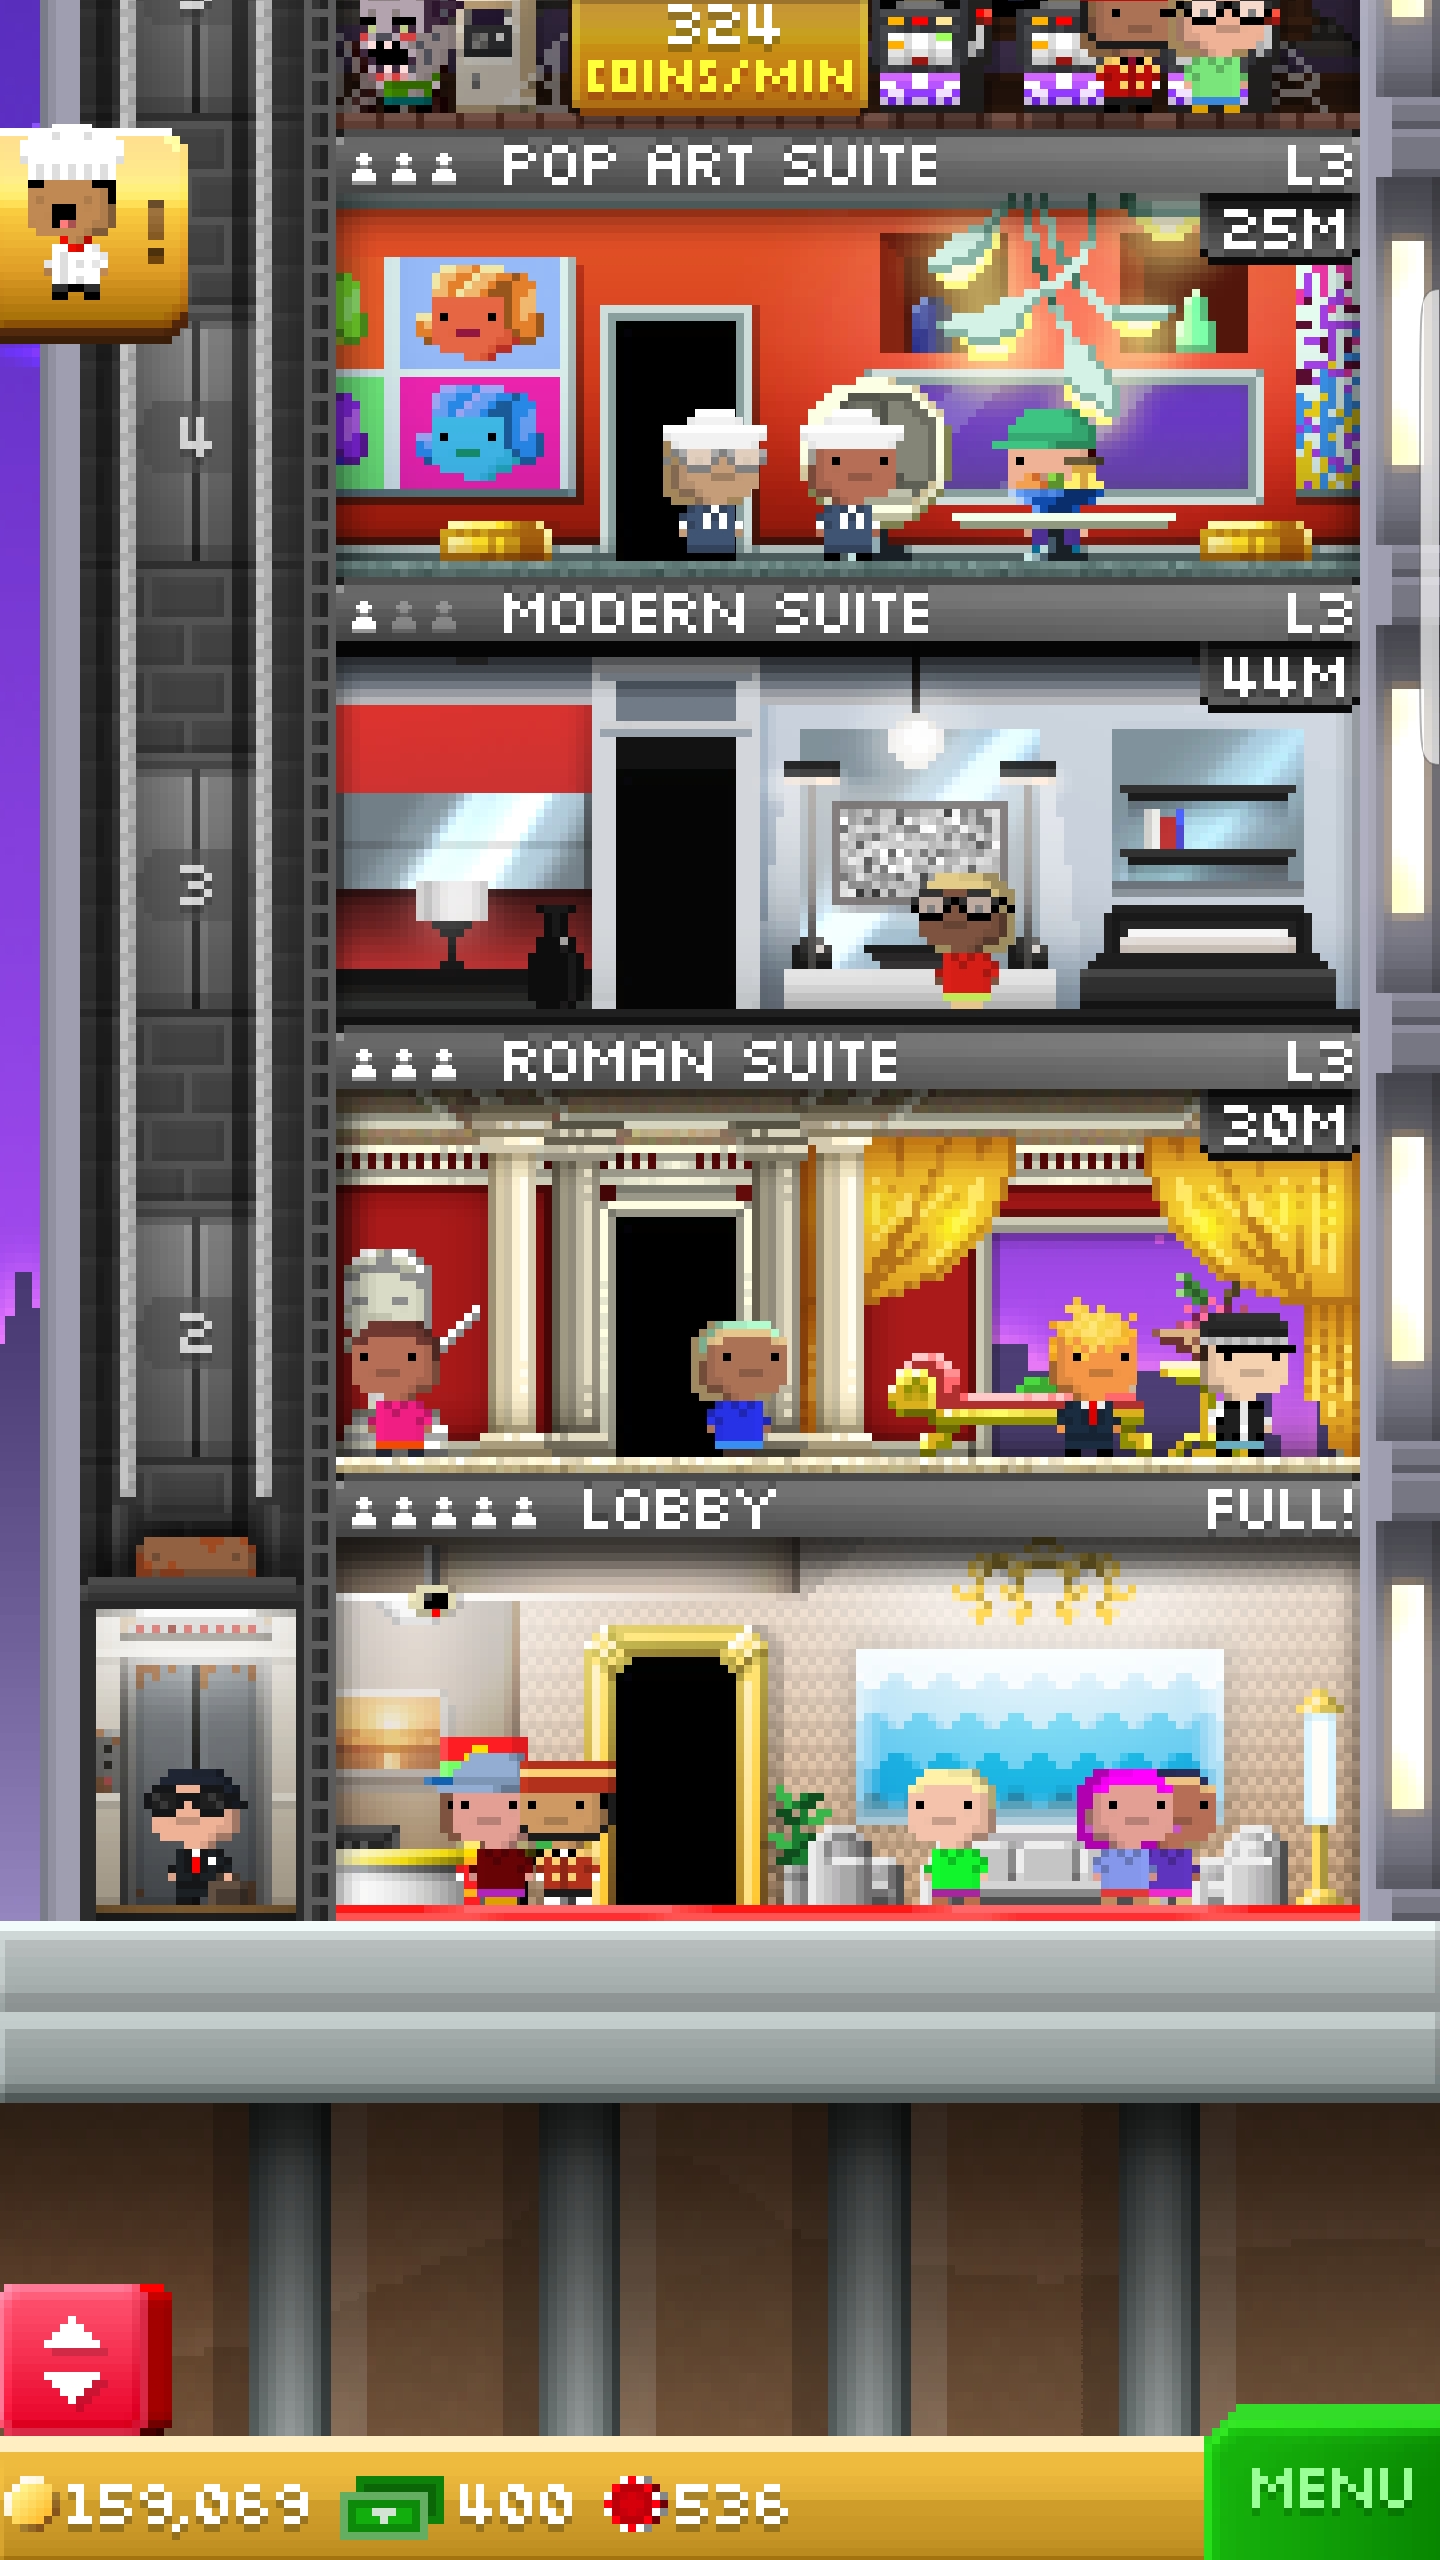 324
COINS/MIN
POP ART SUITE L3
25M
!
4
MODERN SUITE L3
44M
3
ROMAN SUITE L3
30M
2
LOBBY FULL!
159,069 400 536
MENU